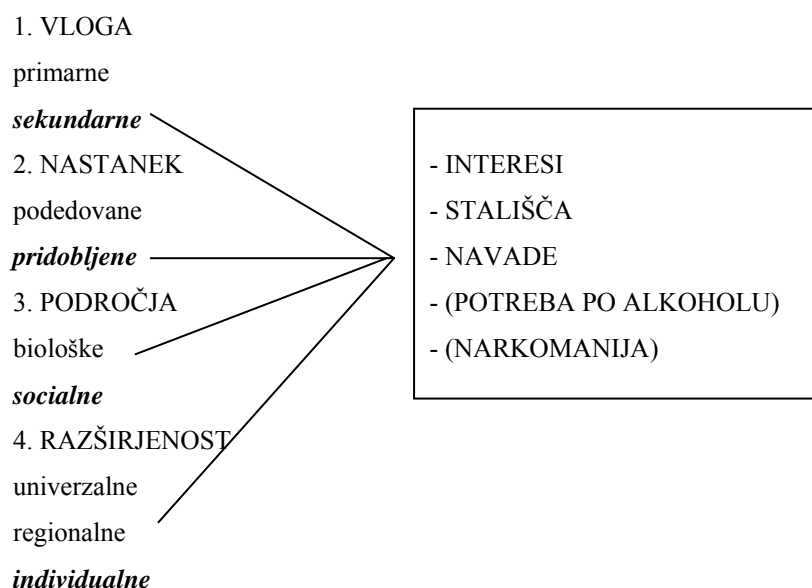 1. VLOGA
primarne
sekundarne
2. NASTANEK
podedovane
pridobljene
3. PODROČJA
biološke
socialne
4. RAZŠIRJENOST
univerzalne
regionalne
individualne
- INTERESI
- STALIŠČA
- NAVADE
- (POTREBA PO ALKOHOLU)
- (NARKOMANIJA)